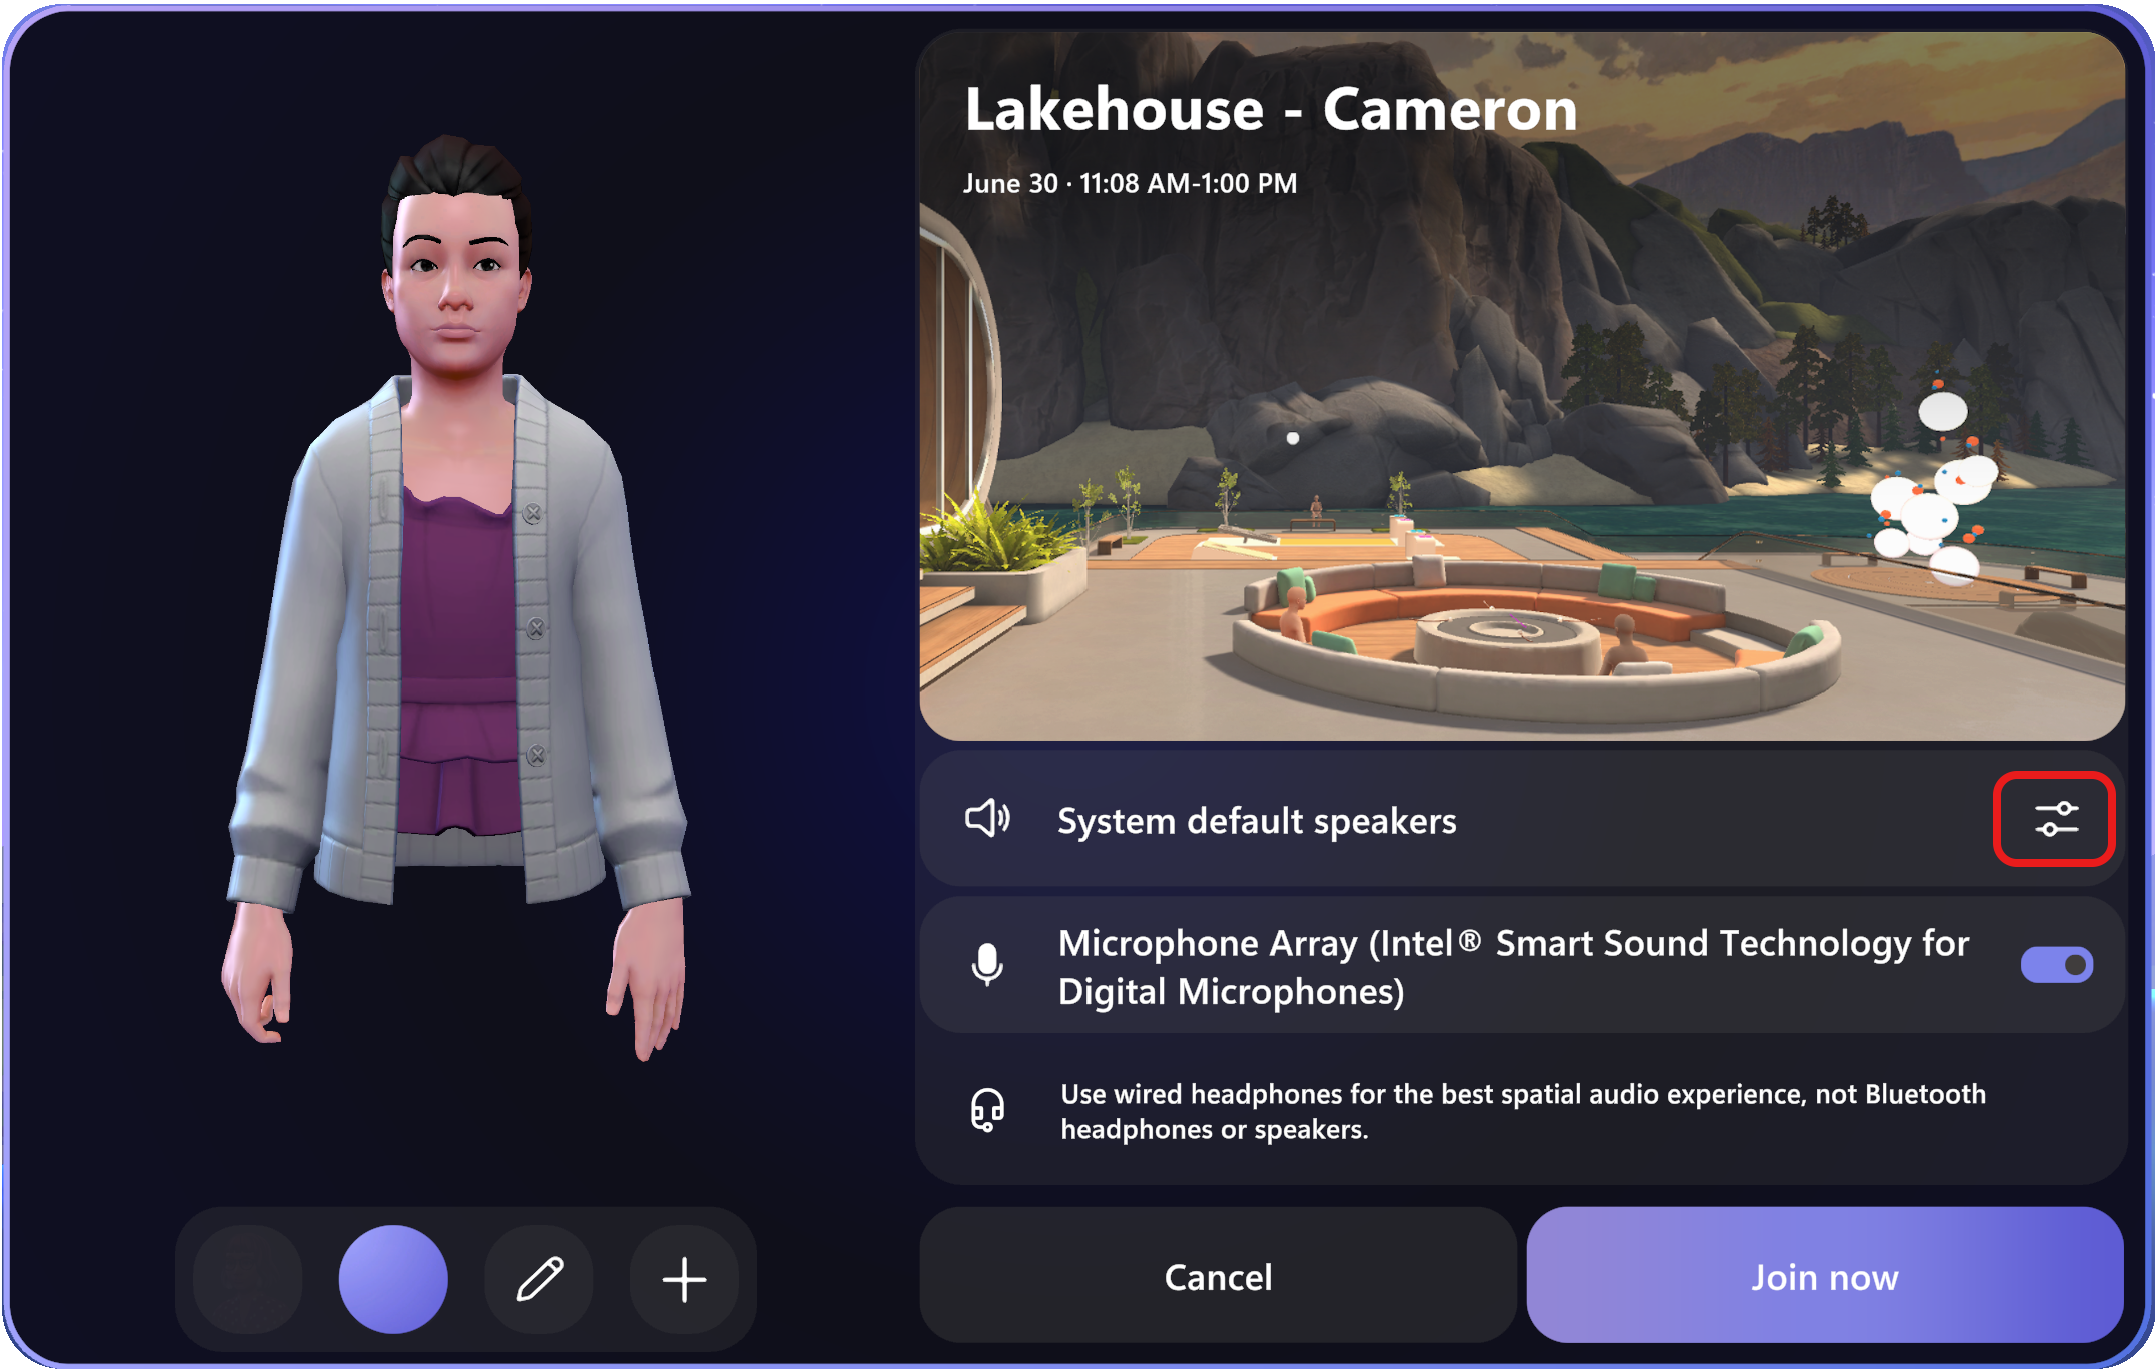 Lakehouse - Cameron
June 30 · 11:08 AM-1:00 PM
System default speakers
Microphone Array (Intel® Smart Sound Technology for
Digital Microphones)
Use wired headphones for the best spatial audio experience, not Bluetooth
headphones or speakers.
Cancel
Join now